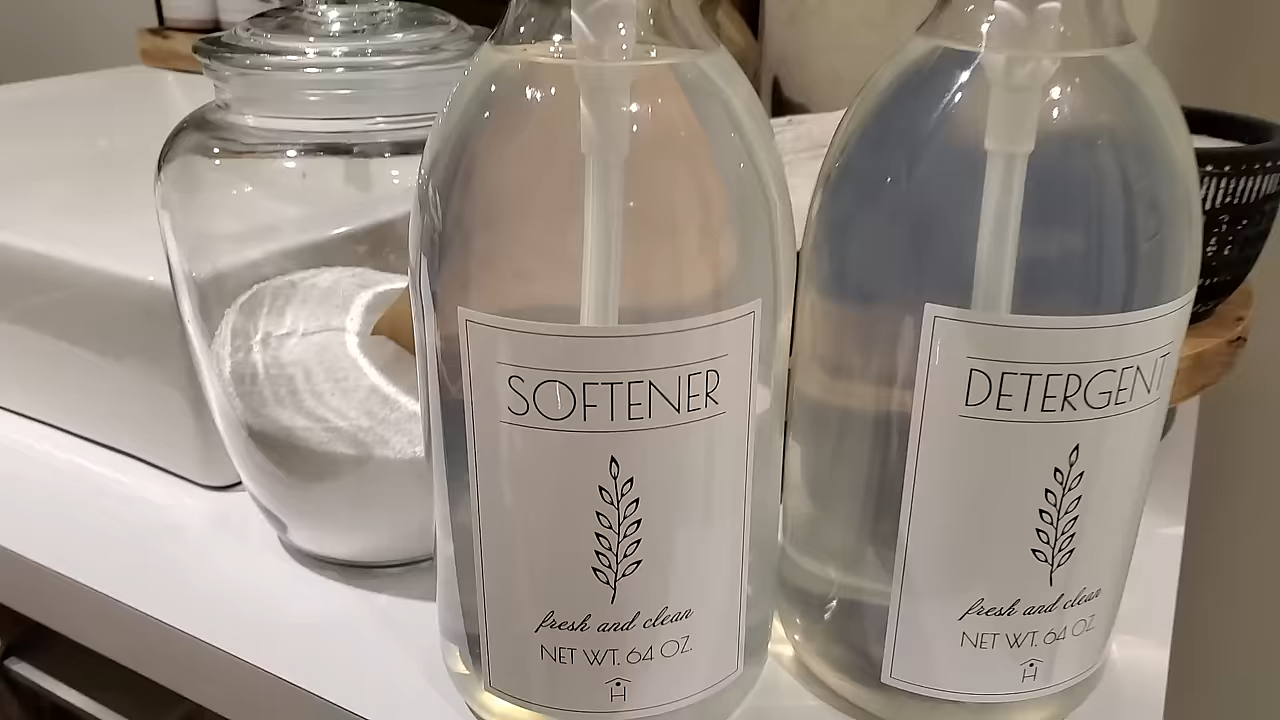 SOFTENER
fresh and clean
NET WT. 64 OZ.
H
DETERGENT
fresh and clean
NET WT. 64 OZ.
H